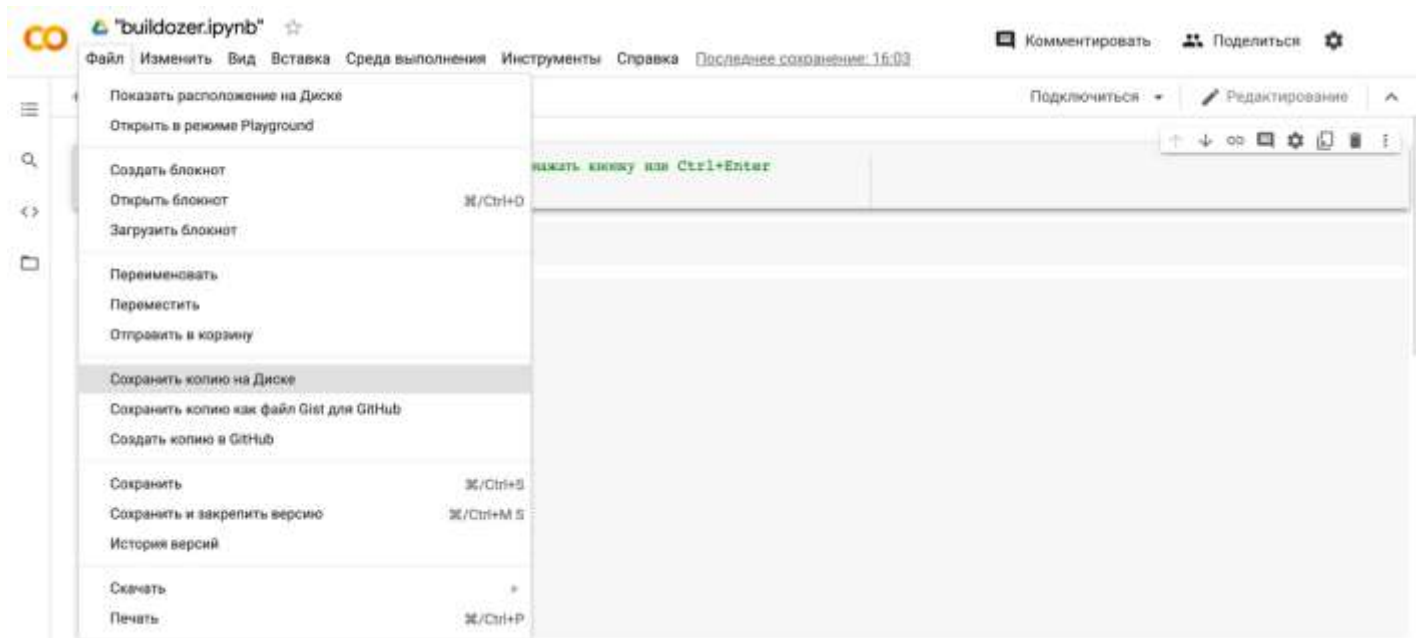 "buildozer.ipynb"
Комментировать Поделиться
Файл Изменить Вид Вставка Среда выполнения Инструменты Справка Последнее сохранение: 16:03
Показать расположение на Диске
Подключиться Редактирование
Открыть в режиме Playground
нажать кнопку или Ctrl+Enter
Создать блокнот
Открыть блокнот ⌘/Ctrl+O
Загрузить блокнот
Переименовать
Переместить
Отправить в корзину
Сохранить копию на Диске
Сохранить копию как файл Gist для GitHub
Создать копию в GitHub
Сохранить ⌘/Ctrl+S
Сохранить и закрепить версию ⌘/Ctrl+M S
История версий
Скачать
Печать ⌘/Ctrl+P